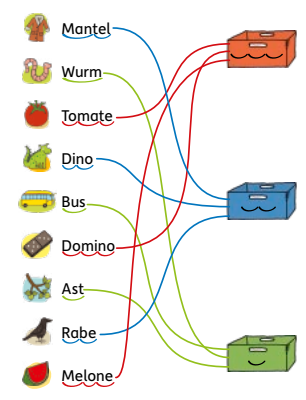 Mantel
Wurm
Tomate
Dino
Bus
Domino
Ast
Rabe
Melone